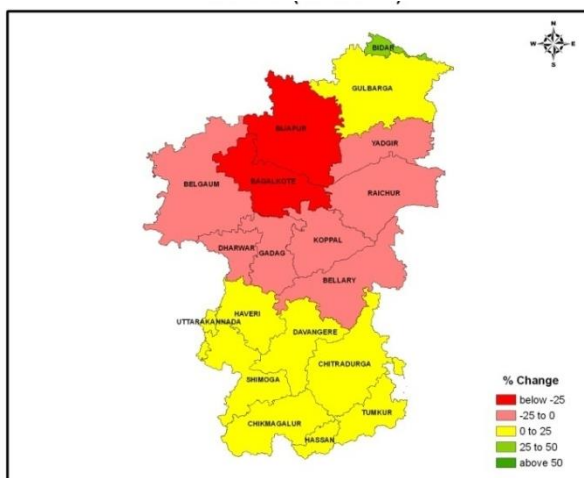 N
W E
S
BIDAR
GULBARGA
BIJAPUR
YADGIR
BAGALKOTE
BELGAUM
RAICHUR
KOPPAL
DHARWAR
GADAG
BELLARY
HAVERI
UTTARAKANNADA
DAVANGERE
CHITRADURGA
SHIMOGA
% Change
below -25
-25 to 0
0 to 25
25 to 50
above 50
TUMKUR
CHIKMAGALUR
HASSAN